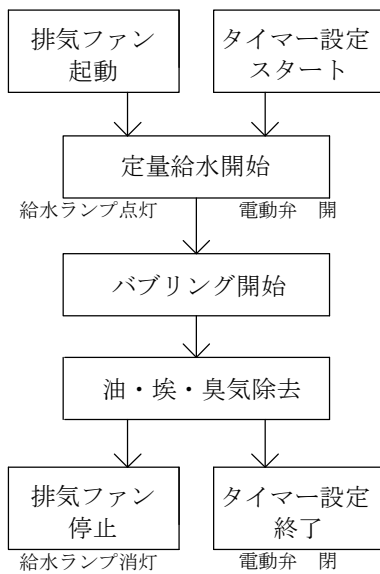 排気ファン
起動
タイマー設定
スタート
定量給水開始
給水ランプ点灯
電動弁 開
バブリング開始
油・埃・臭気除去
排気ファン
停止
タイマー設定
終了
給水ランプ消灯
電動弁 閉